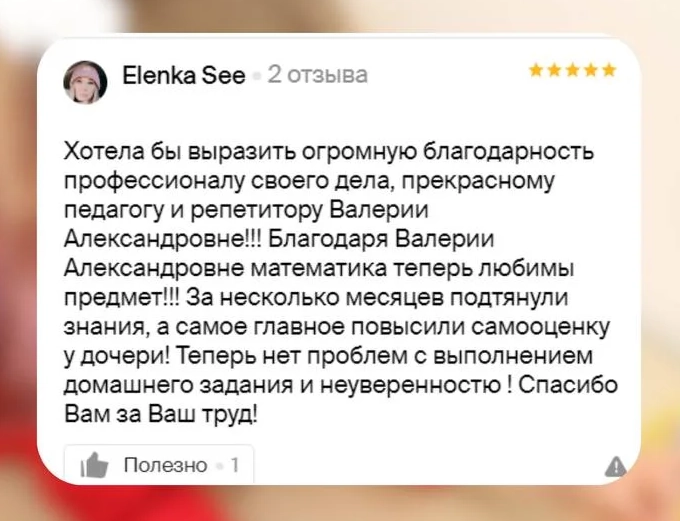 Elenka See 2 отзыва
Хотела бы выразить огромную благодарность
профессионалу своего дела, прекрасному
педагогу и репетитору Валерии
Александровне!!! Благодаря Валерии
Александровне математика теперь любимы
предмет!!! За несколько месяцев подтянули
знания, а самое главное повысили самооценку
у дочери! Теперь нет проблем с выполнением
домашнего задания и неуверенностю ! Спасибо
Вам за Ваш труд!
Полезно 1